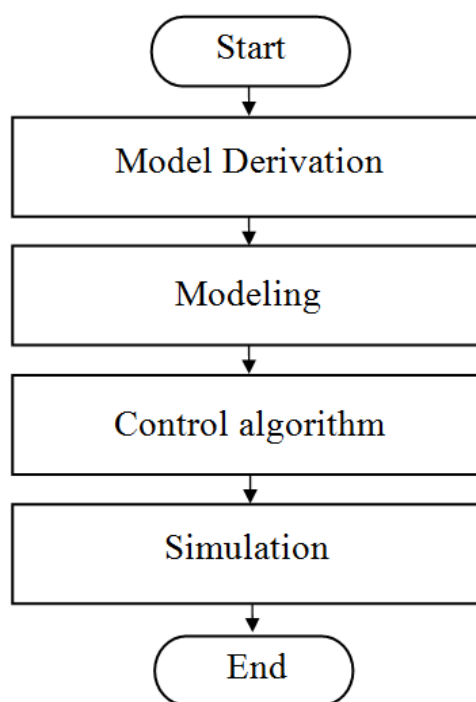 Start
Model Derivation
Modeling
Control algorithm
Simulation
End